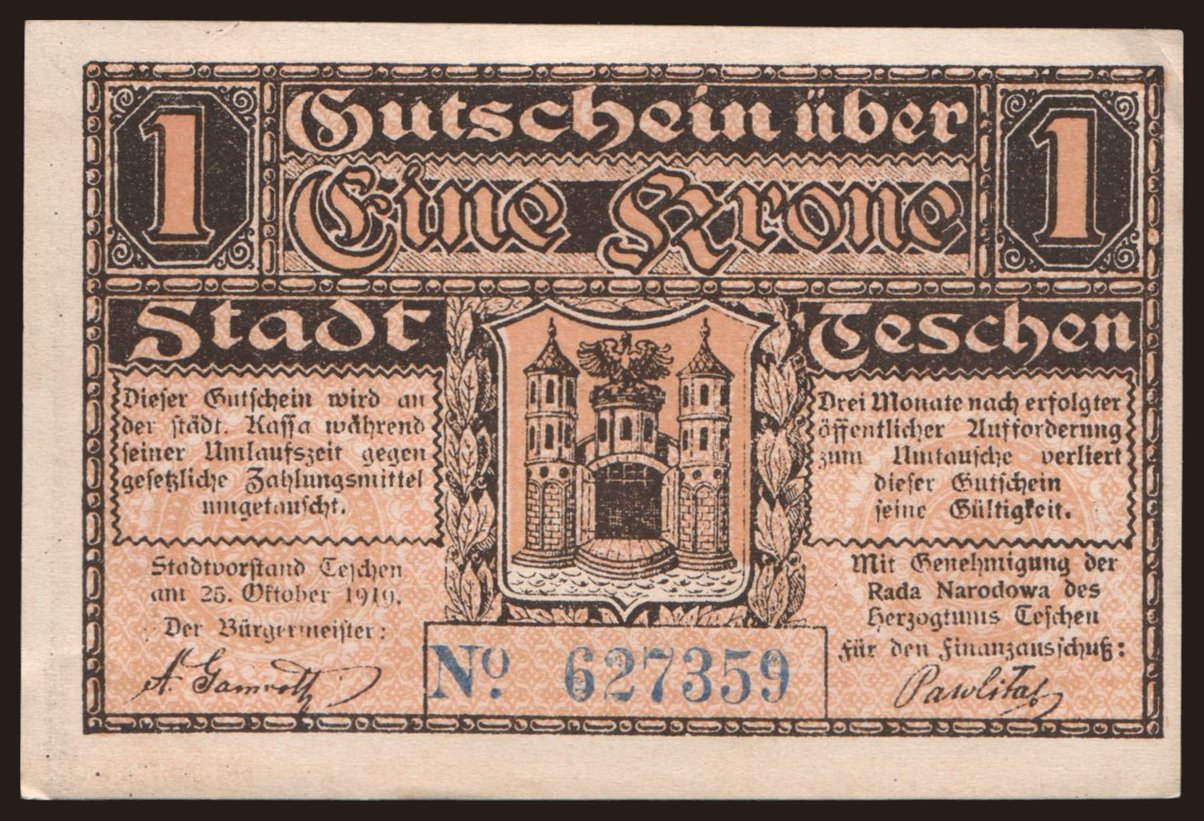 1
Gutschein über
1
Eine Krone
Stadt
Teschen
Dieser Gutschein wird an
der städt. Kassa während
seiner Umlaufszeit gegen
gesetzliche Zahlungsmittel
umgetauscht.
Stadtvorstand Teschen
am 25. Oktober 1919.
Der Bürgermeister:
Drei Monate nach erfolgter
öffentlicher Aufforderung
zum Umtausche verliert
dieser Gutschein
seine Gültigkeit.
Mit Genehmigung der
Rada Narodowa des
Herzogtums Teschen
Für den Finanzausschuß:
No. 627359